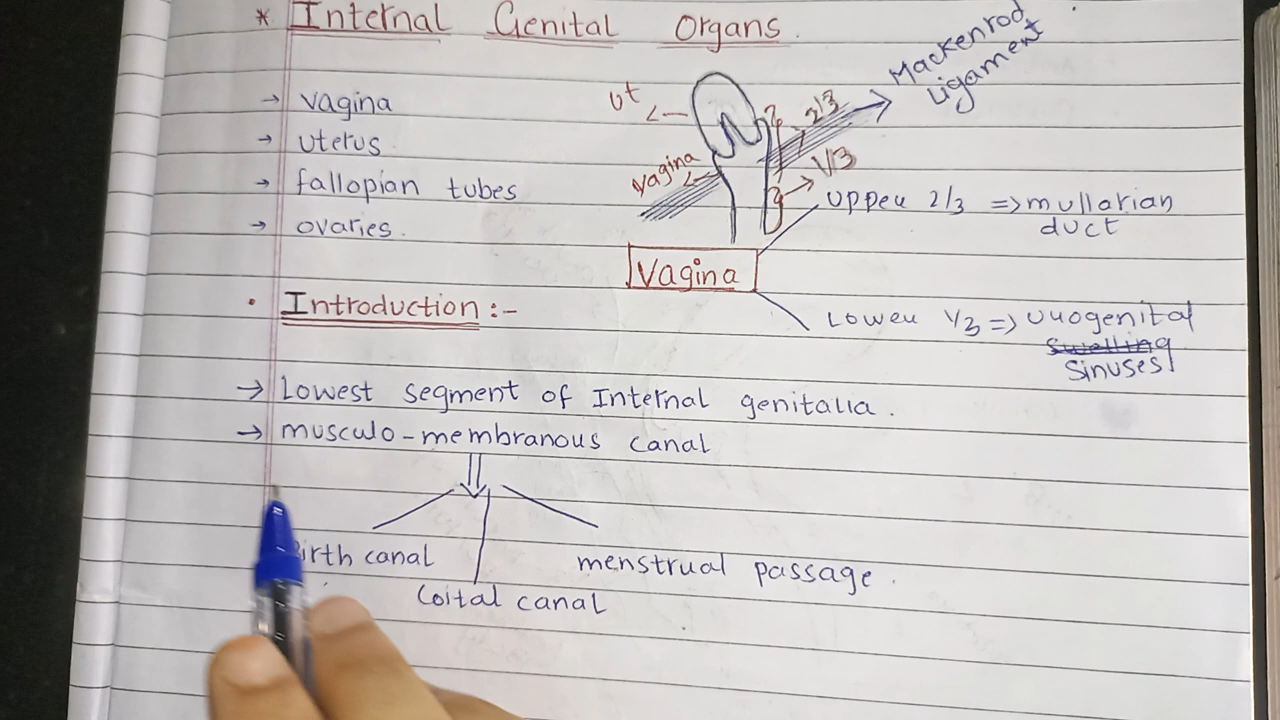 * Internal Genital Organs.
→ vagina
→ uterus
→ fallopian tubes
→ ovaries.
ut
vagina
2/3
1/3
Mackenrod
Ligament
Upper 2/3 => mullarian
duct
Vagina
Lower 1/3 => urogenital
swelling
sinuses
• Introduction :-
→ Lowest segment of Internal genitalia.
→ musculo-membranous canal
irth canal
Coital canal
menstrual passage.